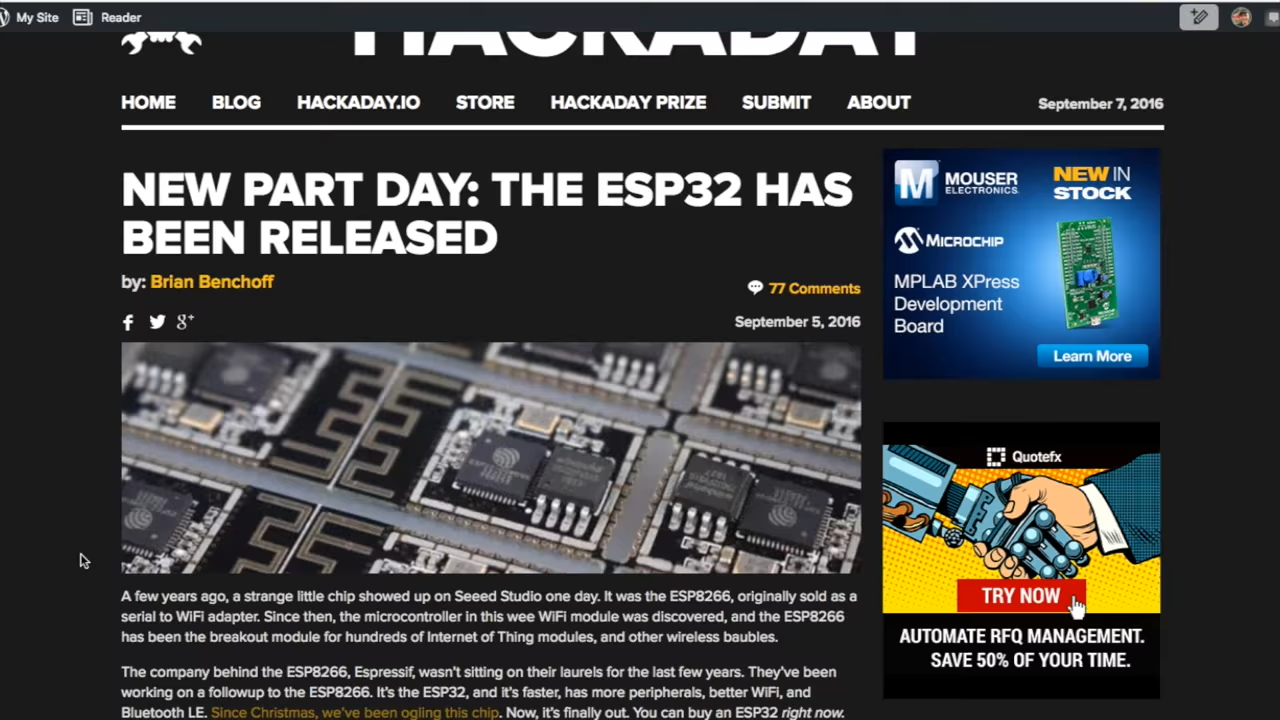 My Site Reader
HACKADAY
HOME BLOG HACKADAY.IO STORE HACKADAY PRIZE SUBMIT ABOUT September 7, 2016
NEW PART DAY: THE ESP32 HAS
BEEN RELEASED
by: Brian Benchoff
77 Comments
September 5, 2016
A few years ago, a strange little chip showed up on Seeed Studio one day. It was the ESP8266, originally sold as a
serial to WiFi adapter. Since then, the microcontroller in this wee WiFi module was discovered, and the ESP8266
has been the breakout module for hundreds of Internet of Thing modules, and other wireless baubles.
The company behind the ESP8266, Espressif, wasn't sitting on their laurels for the last few years. They've been
working on a followup to the ESP8266. It's the ESP32, and it's faster, has more peripherals, better WiFi, and
Bluetooth LE. Since Christmas, we've been ogling this chip. Now, it's finally out. You can buy an ESP32 right now.
MOUSER
ELECTRONICS
NEW IN
STOCK
MICROCHIP
MPLAB XPress
Development
Board
Learn More
Quotefx
TRY NOW
AUTOMATE RFQ MANAGEMENT.
SAVE 50% OF YOUR TIME.